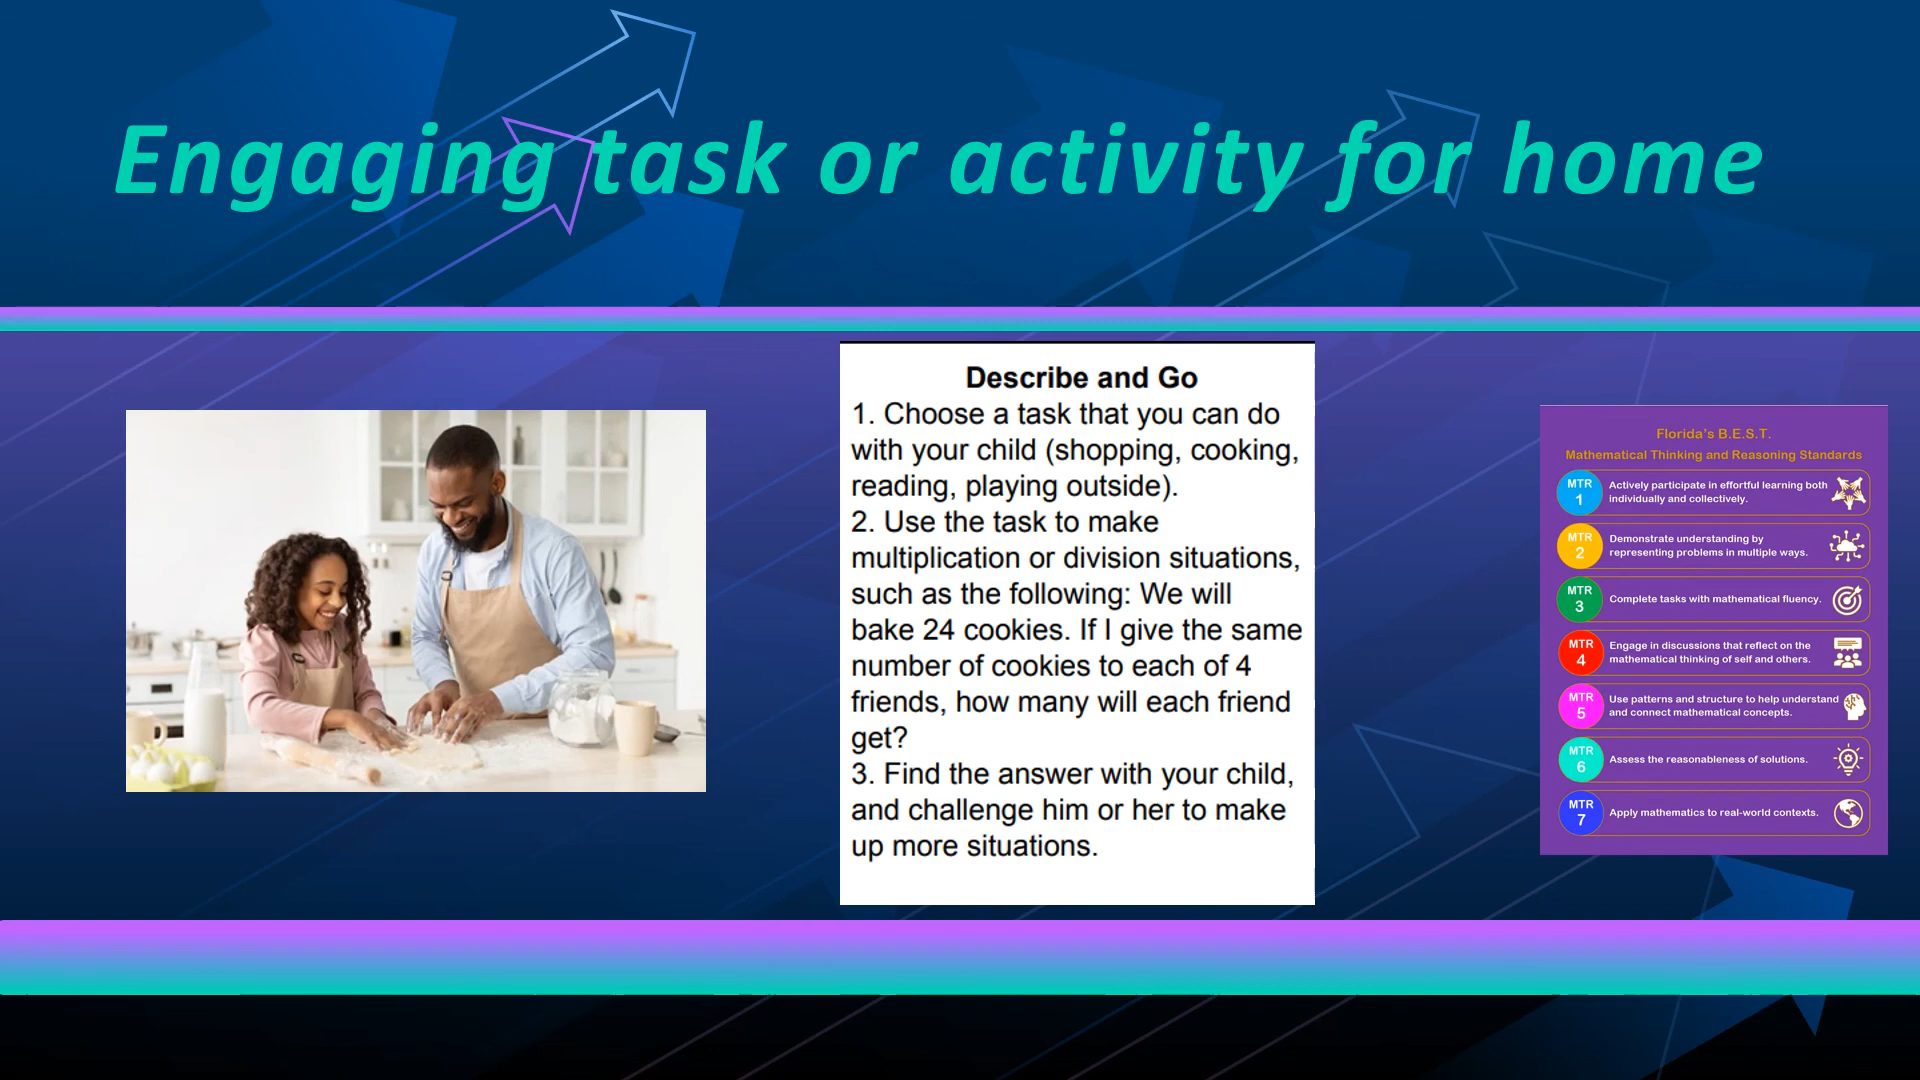 Engaging task or activity for home
Describe and Go
1. Choose a task that you can do
with your child (shopping, cooking,
reading, playing outside).
2. Use the task to make
multiplication or division situations,
such as the following: We will
bake 24 cookies. If I give the same
number of cookies to each of 4
friends, how many will each friend
get?
3. Find the answer with your child,
and challenge him or her to make
up more situations.
Florida's B.E.S.T.
Mathematical Thinking and Reasoning Standards
MTR
1
Actively participate in effortful learning both
individually and collectively.
MTR
2
Demonstrate understanding by
representing problems in multiple ways.
MTR
3
Complete tasks with mathematical fluency.
MTR
4
Engage in discussions that reflect on the
mathematical thinking of self and others.
MTR
5
Use patterns and structure to help understand
and connect mathematical concepts.
MTR
6
Assess the reasonableness of solutions.
MTR
7
Apply mathematics to real-world contexts.